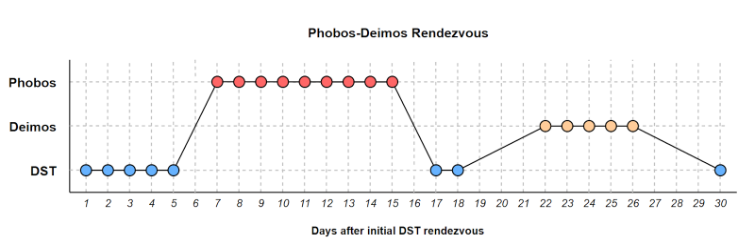 Phobos-Deimos Rendezvous
Phobos
Deimos
DST
1 2 3 4 5 6 7 8 9 10 11 12 13 14 15 16 17 18 19 20 21 22 23 24 25 26 27 28 29 30
Days after initial DST rendezvous